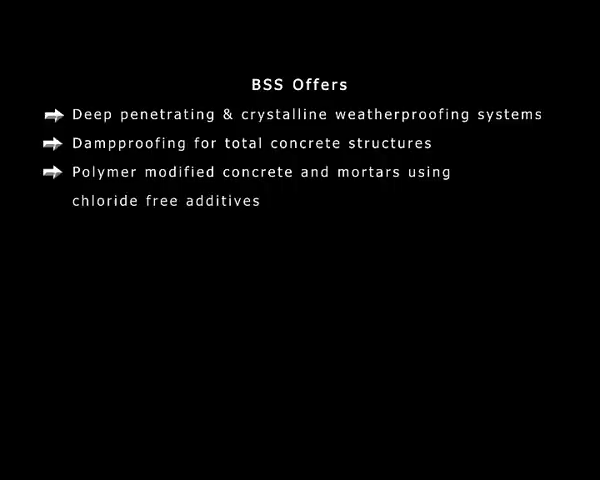 BSS Offers
Deep penetrating & crystalline weatherproofing systems
Dampproofing for total concrete structures
Polymer modified concrete and mortars using
chloride free additives